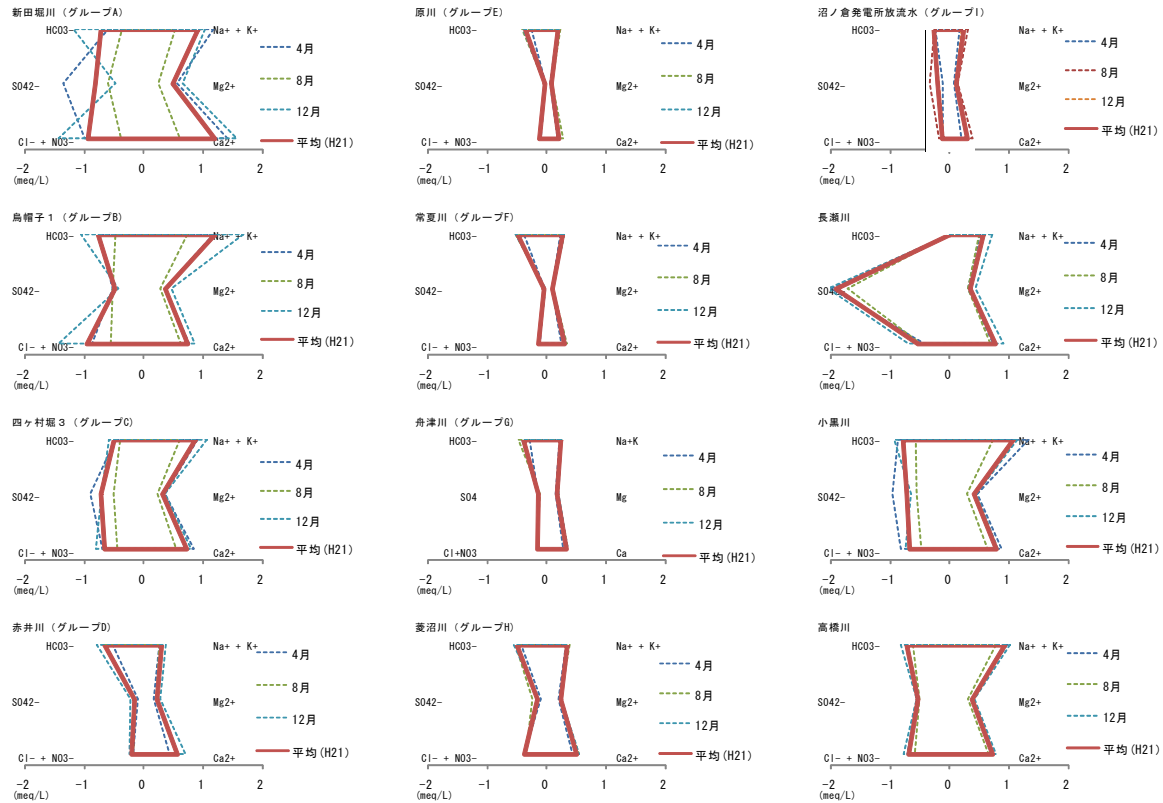 新田堀川（グループA）
HCO3-
Na+ + K+
SO42-
Mg2+
Cl- + NO3-
Ca2+
4月
8月
12月
平均(H21)
-2
-1
0
1
2
(meq/L)
原川（グループE）
HCO3-
Na+ + K+
SO42-
Mg2+
Cl- + NO3-
Ca2+
4月
8月
12月
平均(H21)
-2
-1
0
1
2
(meq/L)
沼ノ倉発電所放流水（グループI）
HCO3-
Na+ + K+
SO42-
Mg2+
Cl- + NO3-
Ca2+
4月
8月
12月
平均(H21)
-2
-1
0
1
2
(meq/L)
烏帽子１（グループB）
HCO3-
Na+ + K+
SO42-
Mg2+
Cl- + NO3-
Ca2+
4月
8月
12月
平均(H21)
-2
-1
0
1
2
(meq/L)
常夏川（グループF）
HCO3-
Na+ + K+
SO42-
Mg2+
Cl- + NO3-
Ca2+
4月
8月
12月
平均(H21)
-2
-1
0
1
2
(meq/L)
長瀬川
HCO3-
Na+ + K+
SO42-
Mg2+
Cl- + NO3-
Ca2+
4月
8月
12月
平均(H21)
-2
-1
0
1
2
(meq/L)
四ヶ村堀３（グループC）
HCO3-
Na+ + K+
SO42-
Mg2+
Cl- + NO3-
Ca2+
4月
8月
12月
平均(H21)
-2
-1
0
1
2
(meq/L)
舟津川（グループG）
HCO3-
Na+K
SO4
Mg
Cl+NO3
Ca
4月
8月
12月
平均(H21)
-2
-1
0
1
2
(meq/L)
小黒川
HCO3-
Na+ + K+
SO42-
Mg2+
Cl- + NO3-
Ca2+
4月
8月
12月
平均(H21)
-2
-1
0
1
2
(meq/L)
赤井川（グループD）
HCO3-
Na+ + K+
SO42-
Mg2+
Cl- + NO3-
Ca2+
4月
8月
12月
平均(H21)
-2
-1
0
1
2
(meq/L)
菱沼川（グループH）
HCO3-
Na+ + K+
SO42-
Mg2+
Cl- + NO3-
Ca2+
4月
8月
12月
平均(H21)
-2
-1
0
1
2
(meq/L)
高橋川
HCO3-
Na+ + K+
SO42-
Mg2+
Cl- + NO3-
Ca2+
4月
8月
12月
平均(H21)
-2
-1
0
1
2
(meq/L)